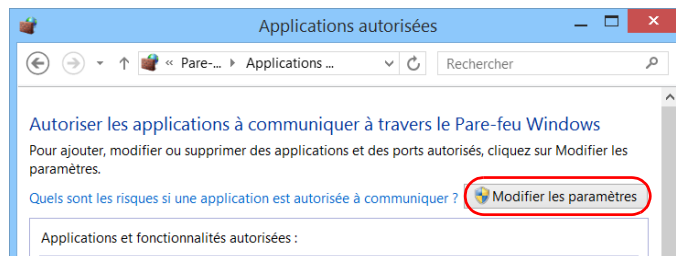 Applications autorisées
« Pare-... Applications ... Rechercher
Autoriser les applications à communiquer à travers le Pare-feu Windows
Pour ajouter, modifier ou supprimer des applications et des ports autorisés, cliquez sur Modifier les
paramètres.
Quels sont les risques si une application est autorisée à communiquer ? Modifier les paramètres
Applications et fonctionnalités autorisées :